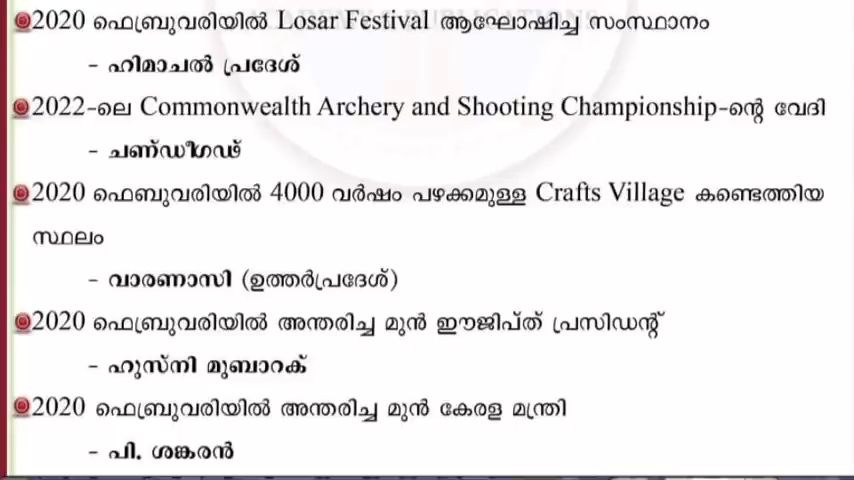 2020 ഫെബ്രുവരിയിൽ Losar Festival ആഘോഷിച്ച സംസ്ഥാനം
- ഹിമാചൽ പ്രദേശ്
2022-ലെ Commonwealth Archery and Shooting Championship-ന്റെ വേദി
- ചണ്ഡീഗഢ്
2020 ഫെബുവരിയിൽ 4000 വർഷം പഴക്കമുള്ള Crafts Village കണ്ടെത്തിയ
സ്ഥലം
- വാരണാസി (ഉത്തർപ്രദേശ്)
2020 ഫെബ്രുവരിയിൽ അന്തരിച്ച മുൻ ഈജിപ്ത് പ്രസിഡന്റ്
- ഹുസ്നി മുബാറക്
2020 ഫെബ്രുവരിയിൽ അന്തരിച്ച മുൻ കേരള മന്ത്രി
- പി. ശങ്കരൻ